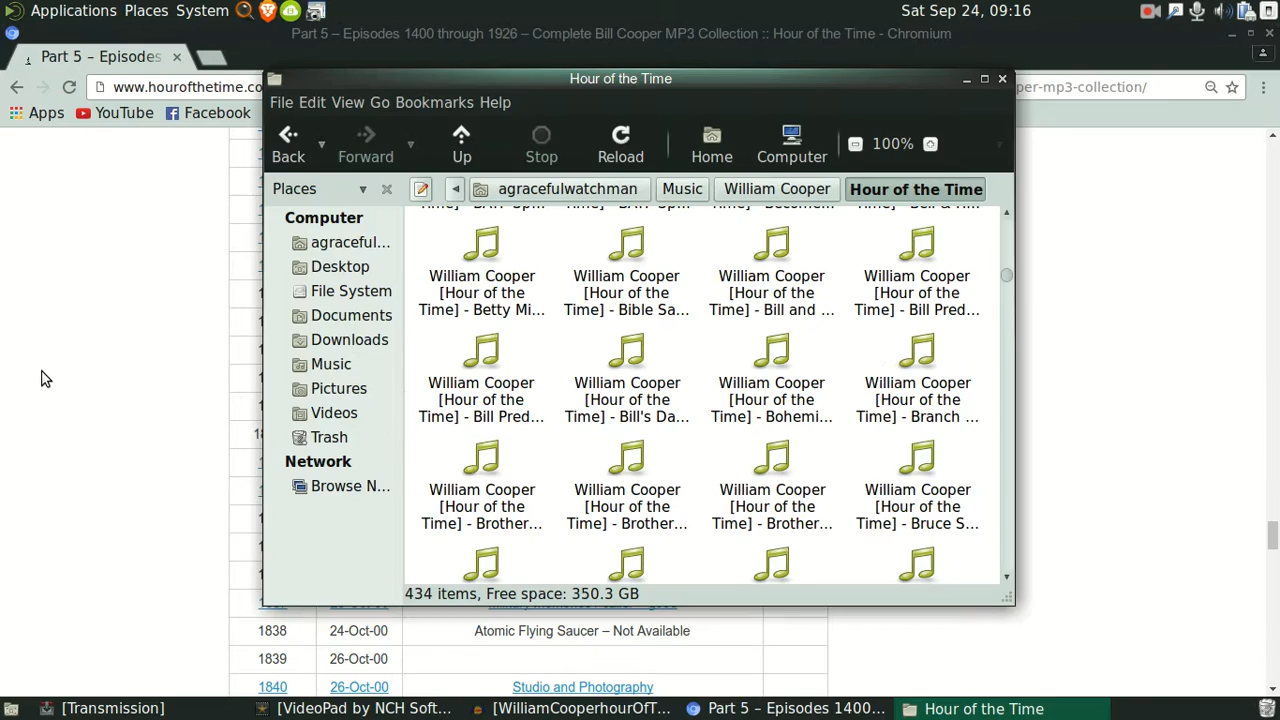 Applications Places System Sat Sep 24, 09:16
Part 5 – Episodes 1400 through 1926 – Complete Bill Cooper MP3 Collection :: Hour of the Time - Chromium
Part 5 – Episodes
www.hourofthetime.co per-mp3-collection/
Apps YouTube Facebook
Hour of the Time
File Edit View Go Bookmarks Help
Back Forward Up Stop Reload Home Computer 100%
Places agracefulwatchman Music William Cooper Hour of the Time
Computer
agraceful...
Desktop
File System
Documents
Downloads
Music
Pictures
Videos
Trash
Network
Browse N...
William Cooper William Cooper William Cooper William Cooper
[Hour of the [Hour of the [Hour of the [Hour of the
Time] - Betty Mi... Time] - Bible Sa... Time] - Bill and ... Time] - Bill Pred...
William Cooper William Cooper William Cooper William Cooper
[Hour of the [Hour of the [Hour of the [Hour of the
Time] - Bill Pred... Time] - Bill's Da... Time] - Bohemi... Time] - Branch ...
William Cooper William Cooper William Cooper William Cooper
[Hour of the [Hour of the [Hour of the [Hour of the
Time] - Brother... Time] - Brother... Time] - Brother... Time] - Bruce S...
434 items, Free space: 350.3 GB
1838 24-Oct-00 Atomic Flying Saucer – Not Available
1839 26-Oct-00
1840 26-Oct-00 Studio and Photography
[Transmission] [VideoPad by NCH Soft... [WilliamCooperhourOfT... Part 5 – Episodes 1400... Hour of the Time